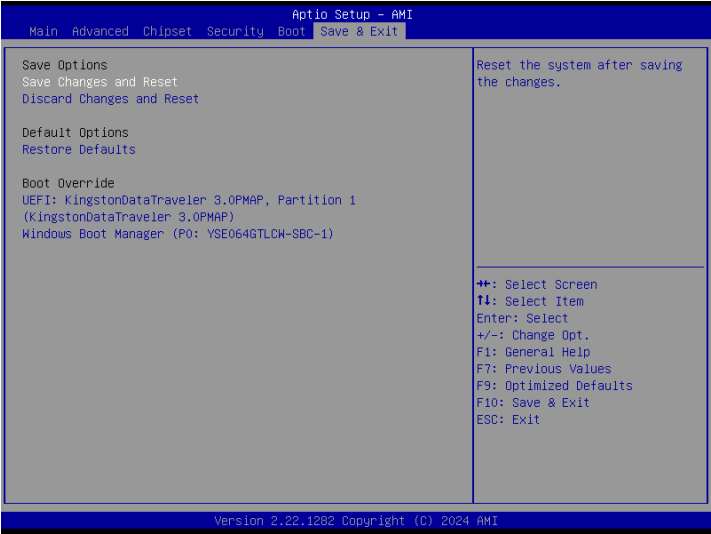 Aptio Setup - AMI
Main Advanced Chipset Security Boot Save & Exit
Save Options
Save Changes and Reset
Discard Changes and Reset
Default Options
Restore Defaults
Boot Override
UEFI: KingstonDataTraveler 3.0PMAP, Partition 1
(KingstonDataTraveler 3.0PMAP)
Windows Boot Manager (P0: YSE064GTLCW-SBC-1)
Reset the system after saving
the changes.
→←: Select Screen
↑↓: Select Item
Enter: Select
+/-: Change Opt.
F1: General Help
F7: Previous Values
F9: Optimized Defaults
F10: Save & Exit
ESC: Exit
Version 2.22.1282 Copyright (C) 2024 AMI